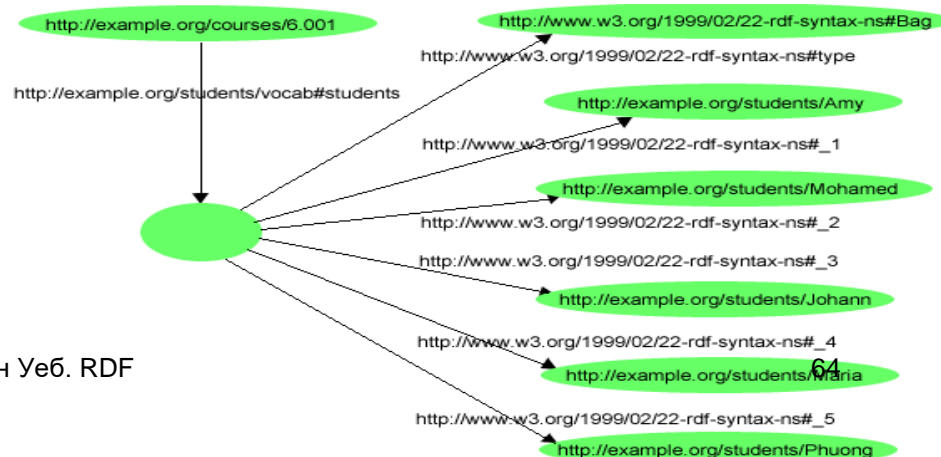 http://example.org/courses/6.001
http://www.w3.org/1999/02/22-rdf-syntax-ns#Bag
http://www.w3.org/1999/02/22-rdf-syntax-ns#type
http://example.org/students/vocab#students
http://example.org/students/Amy
http://www.w3.org/1999/02/22-rdf-syntax-ns#_1
http://example.org/students/Mohamed
http://www.w3.org/1999/02/22-rdf-syntax-ns#_2
http://www.w3.org/1999/02/22-rdf-syntax-ns#_3
http://example.org/students/Johann
http://www.w3.org/1999/02/22-rdf-syntax-ns#_4
н Уеб. RDF
64
http://example.org/students/Maria
http://www.w3.org/1999/02/22-rdf-syntax-ns#_5
http://example.org/students/Phuong